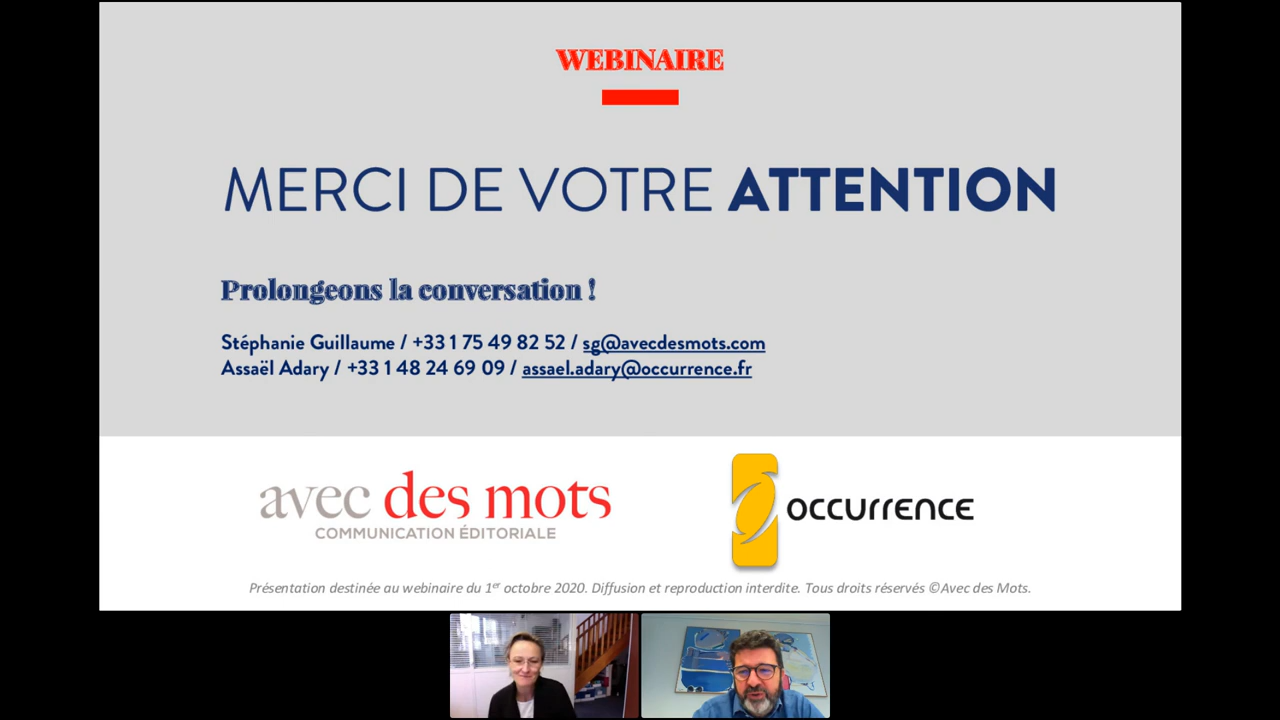 WEBINAIRE
MERCI DE VOTRE ATTENTION
Prolongeons la conversation !
Stéphanie Guillaume / +33 1 75 49 82 52 / sg@avecdesmots.com
Assaël Adary / +33 1 48 24 69 09 / assael.adary@occurrence.fr
avec des mots
COMMUNICATION ÉDITORIALE
OCCURRENCE
Présentation destinée au webinaire du 1er octobre 2020. Diffusion et reproduction interdite. Tous droits réservés ©Avec des Mots.